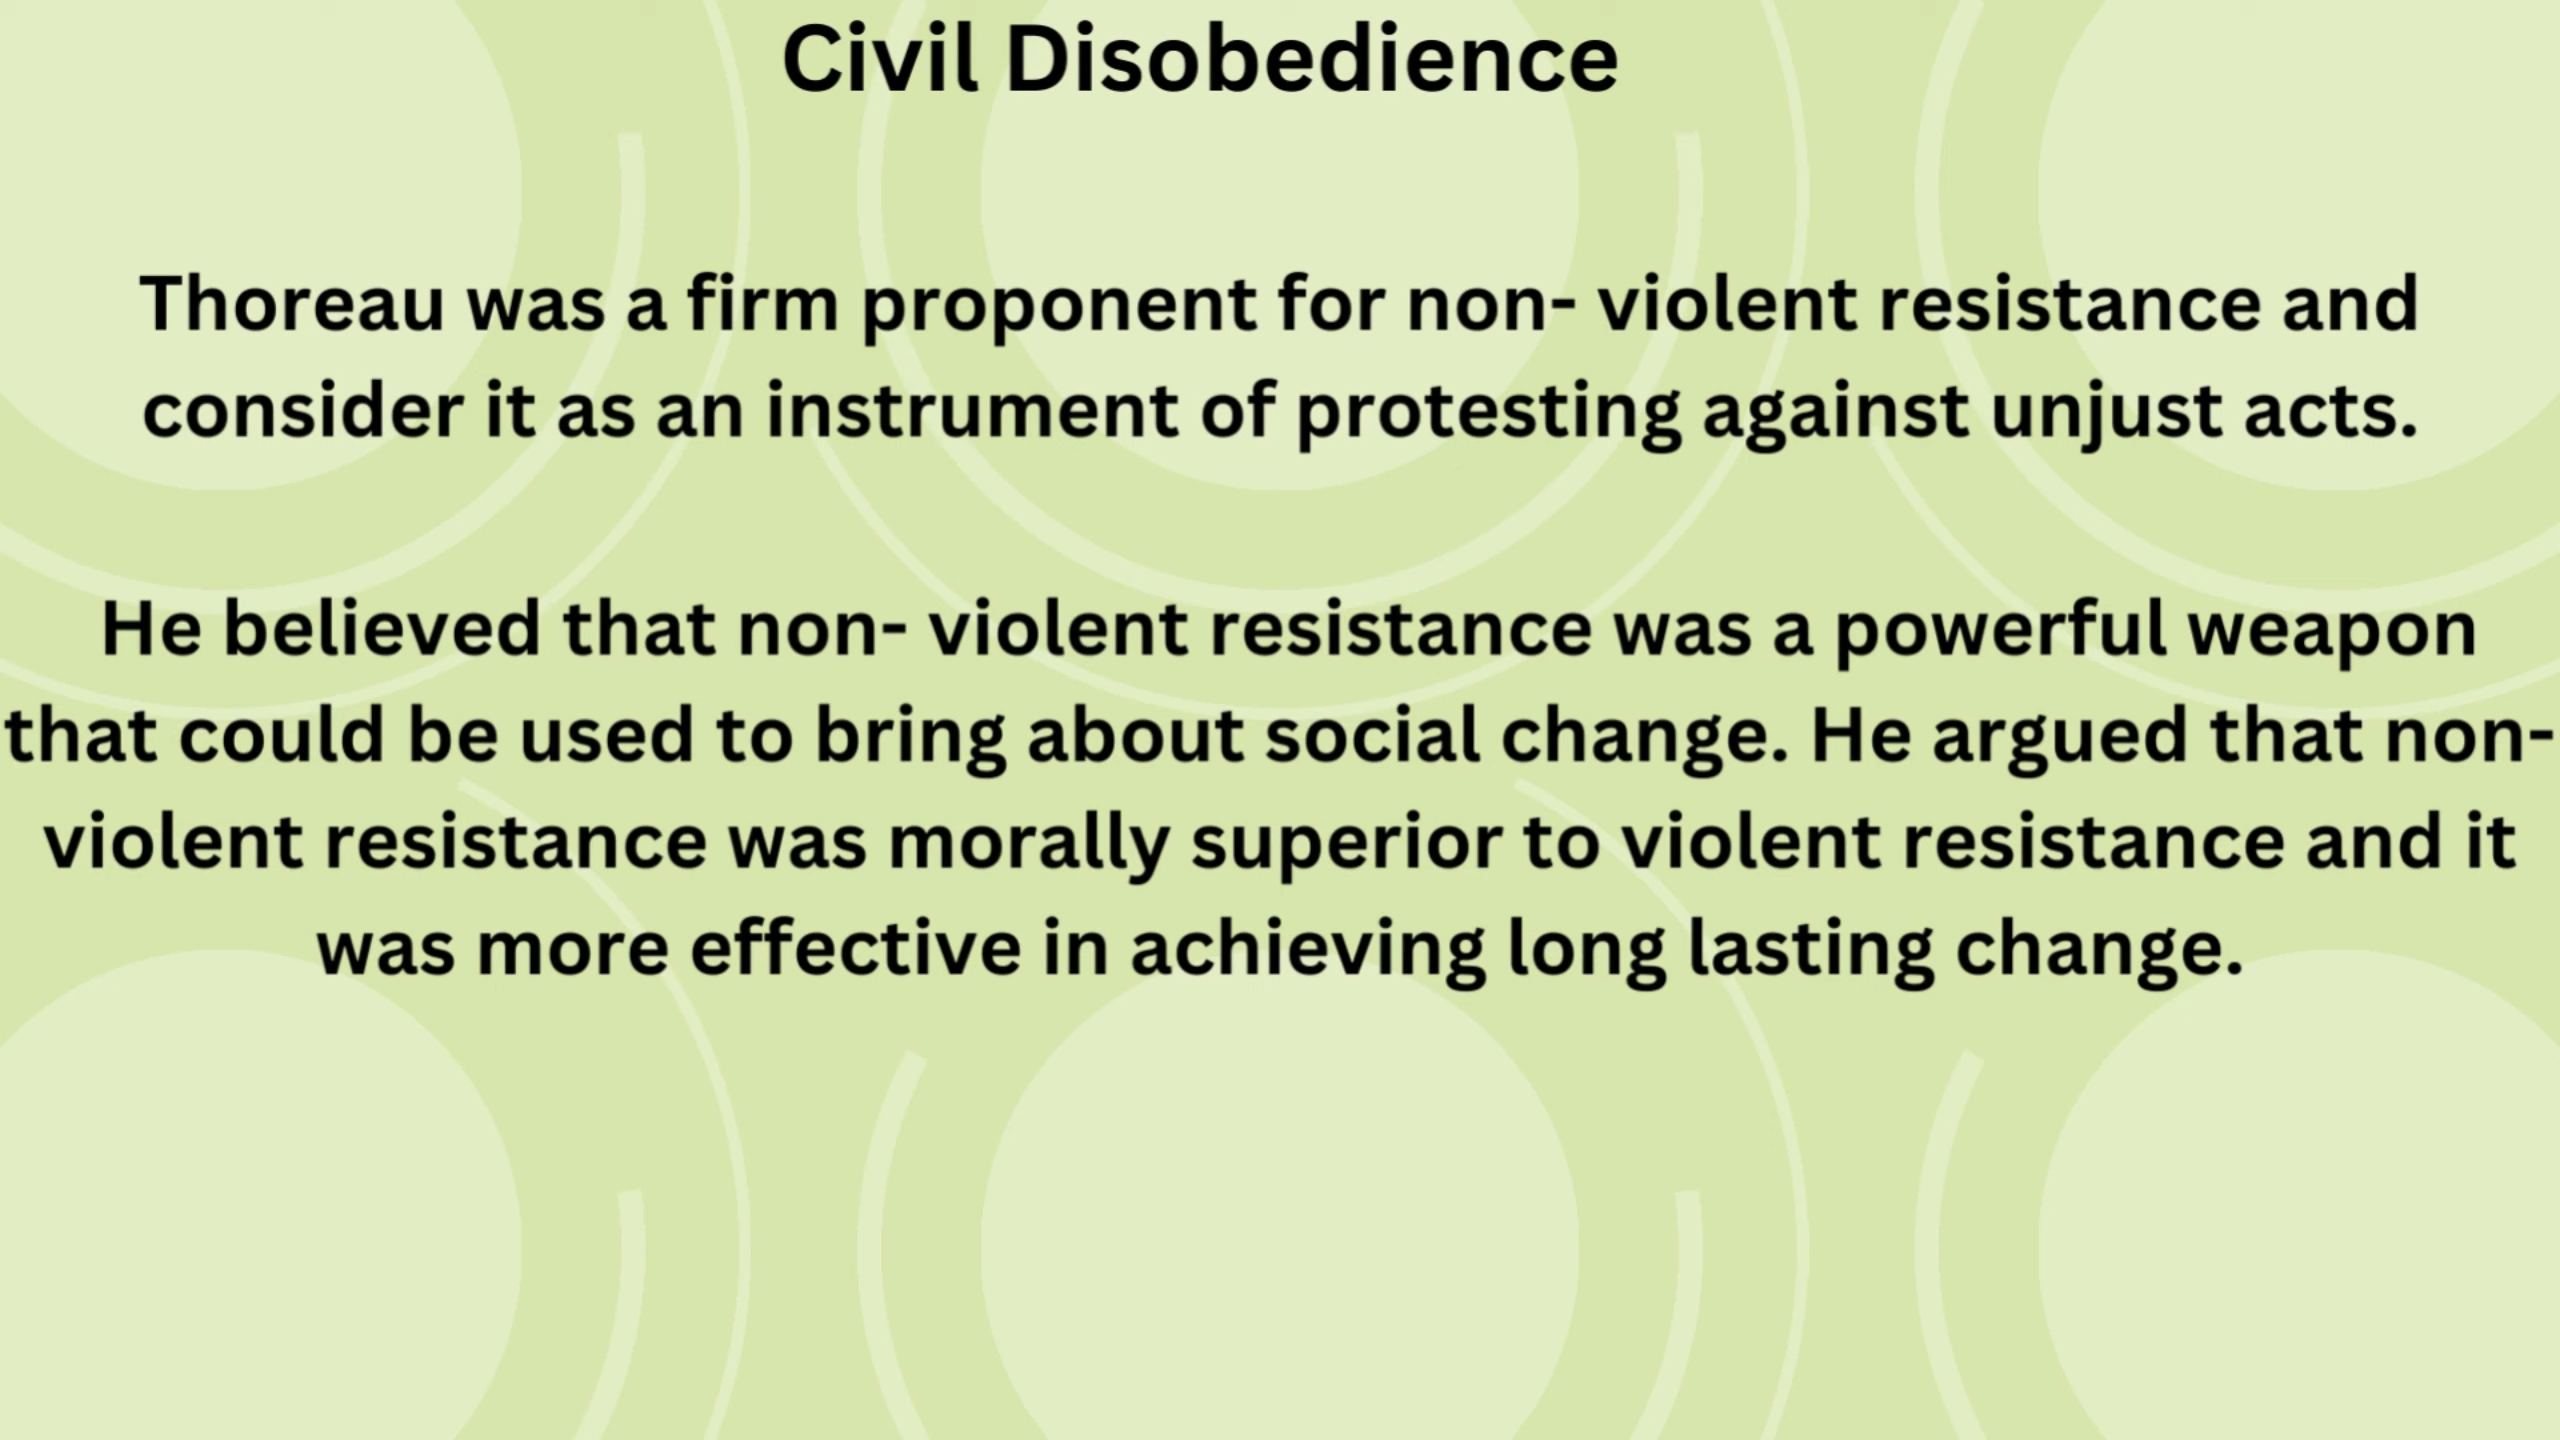 Civil Disobedience
Thoreau was a firm proponent for non- violent resistance and
consider it as an instrument of protesting against unjust acts.
He believed that non- violent resistance was a powerful weapon
that could be used to bring about social change. He argued that non-
violent resistance was morally superior to violent resistance and it
was more effective in achieving long lasting change.